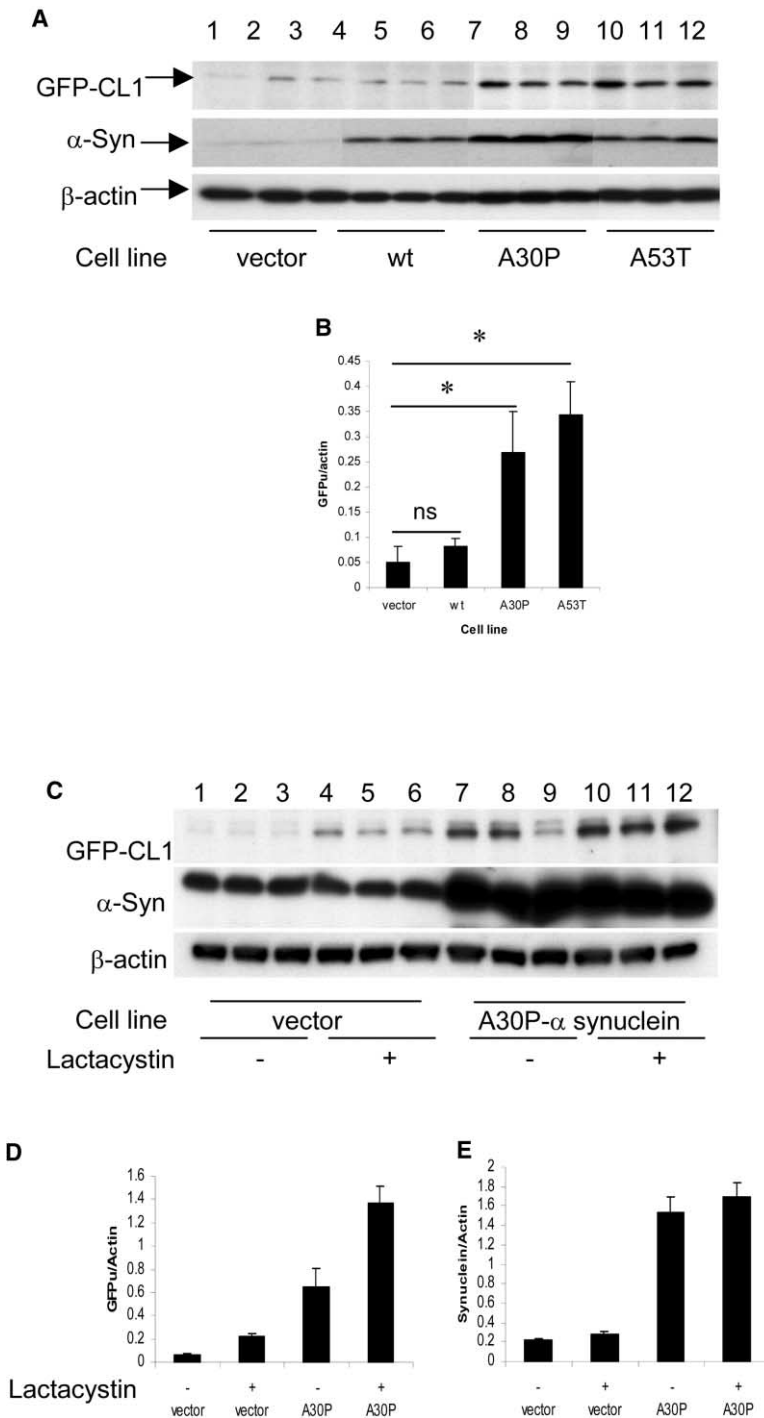 A
1 2 3 4 5 6 7 8 9 10 11 12
GFP-CL1
α-Syn
β-actin
Cell line vector wt A30P A53T
B
*
*
ns
0.45
0.4
0.35
0.3
0.25
0.2
0.15
0.1
0.05
0
GFPu/actin
vector wt A30P A53T
Cell line
C
1 2 3 4 5 6 7 8 9 10 11 12
GFP-CL1
α-Syn
β-actin
Cell line vector A30P-α synuclein
Lactacystin - + - +
D
1.6
1.4
1.2
1
0.8
0.6
0.4
0.2
0
GFPu/Actin
Lactacystin - + - +
vector vector A30P A30P
E
2
1.8
1.6
1.4
1.2
1
0.8
0.6
0.4
0.2
0
Synuclein/Actin
- + - +
vector vector A30P A30P